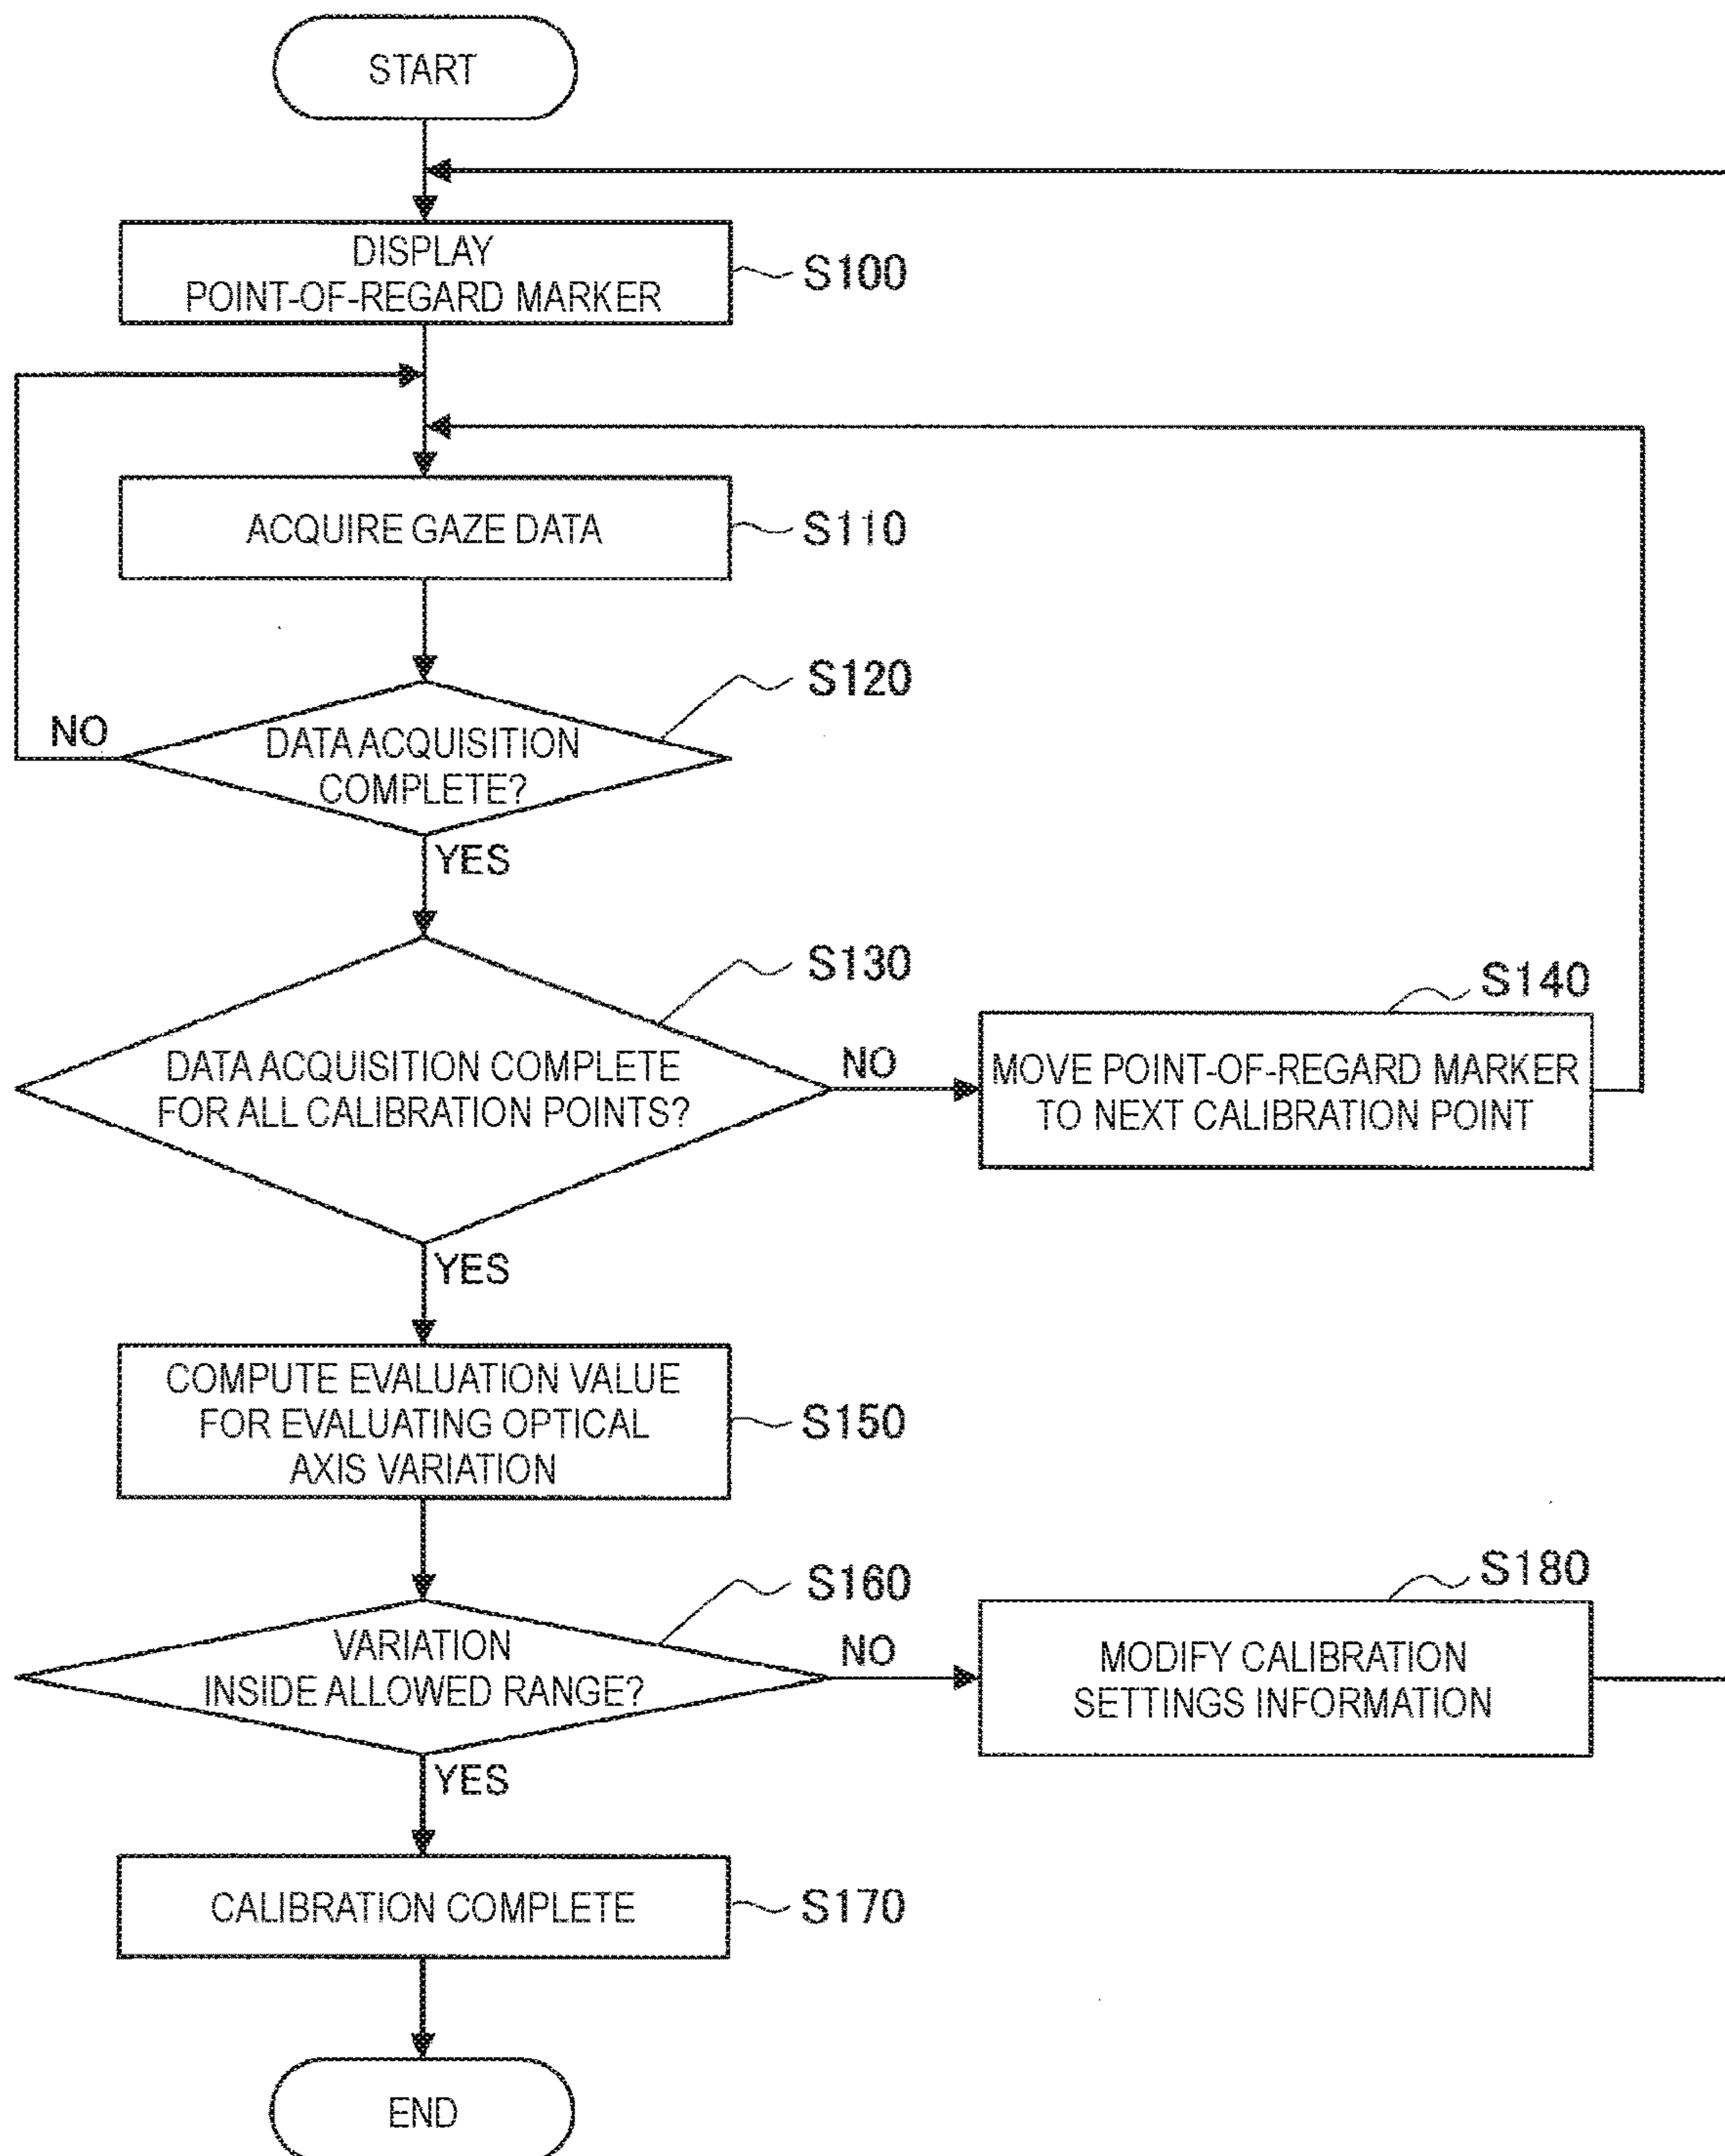 START
DISPLAY
POINT-OF-REGARD MARKER
S100
ACQUIRE GAZE DATA
S110
S120
NO
DATA ACQUISITION
COMPLETE?
YES
S130
DATA ACQUISITION COMPLETE
FOR ALL CALIBRATION POINTS?
NO
S140
MOVE POINT-OF-REGARD MARKER
TO NEXT CALIBRATION POINT
YES
COMPUTE EVALUATION VALUE
FOR EVALUATING OPTICAL
AXIS VARIATION
S150
S160
VARIATION
INSIDE ALLOWED RANGE?
NO
S180
MODIFY CALIBRATION
SETTINGS INFORMATION
YES
CALIBRATION COMPLETE
S170
END